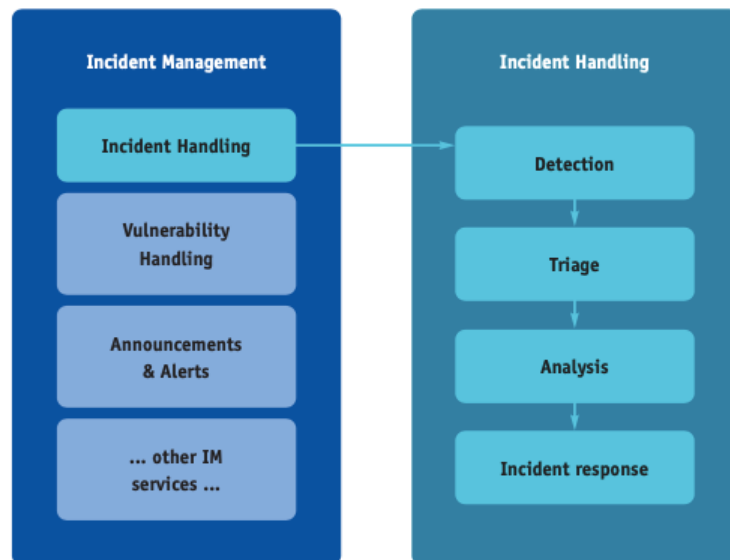 Incident Management
Incident Handling
Vulnerability
Handling
Announcements
& Alerts
... other IM
services ...
Incident Handling
Detection
Triage
Analysis
Incident response